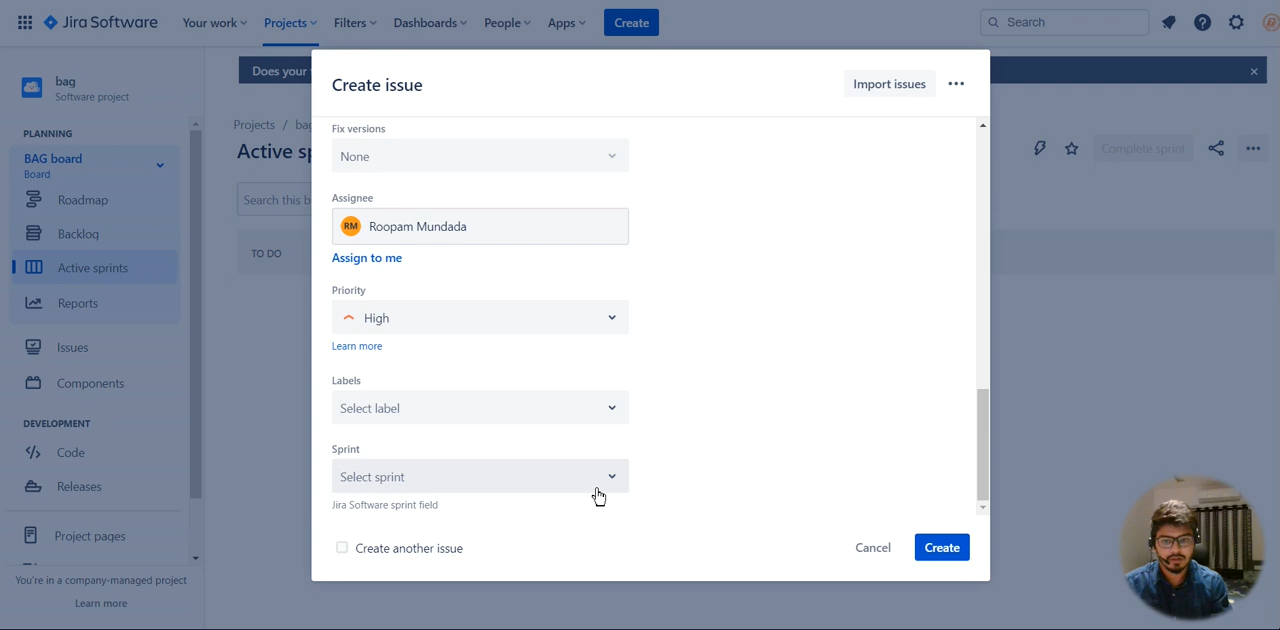 Jira Software
Your work
Projects
Filters
Dashboards
People
Apps
Create
Search
bag
Software project
Does your
Projects / bag
Active sp
Complete sprint
Search this b
TO DO
PLANNING
BAG board
Board
Roadmap
Backlog
Active sprints
Reports
Issues
Components
DEVELOPMENT
Code
Releases
Project pages
You're in a company-managed project
Learn more
Create issue
Import issues
Fix versions
None
Assignee
RM Roopam Mundada
Assign to me
Priority
High
Learn more
Labels
Select label
Sprint
Select sprint
Jira Software sprint field
Create another issue
Cancel
Create